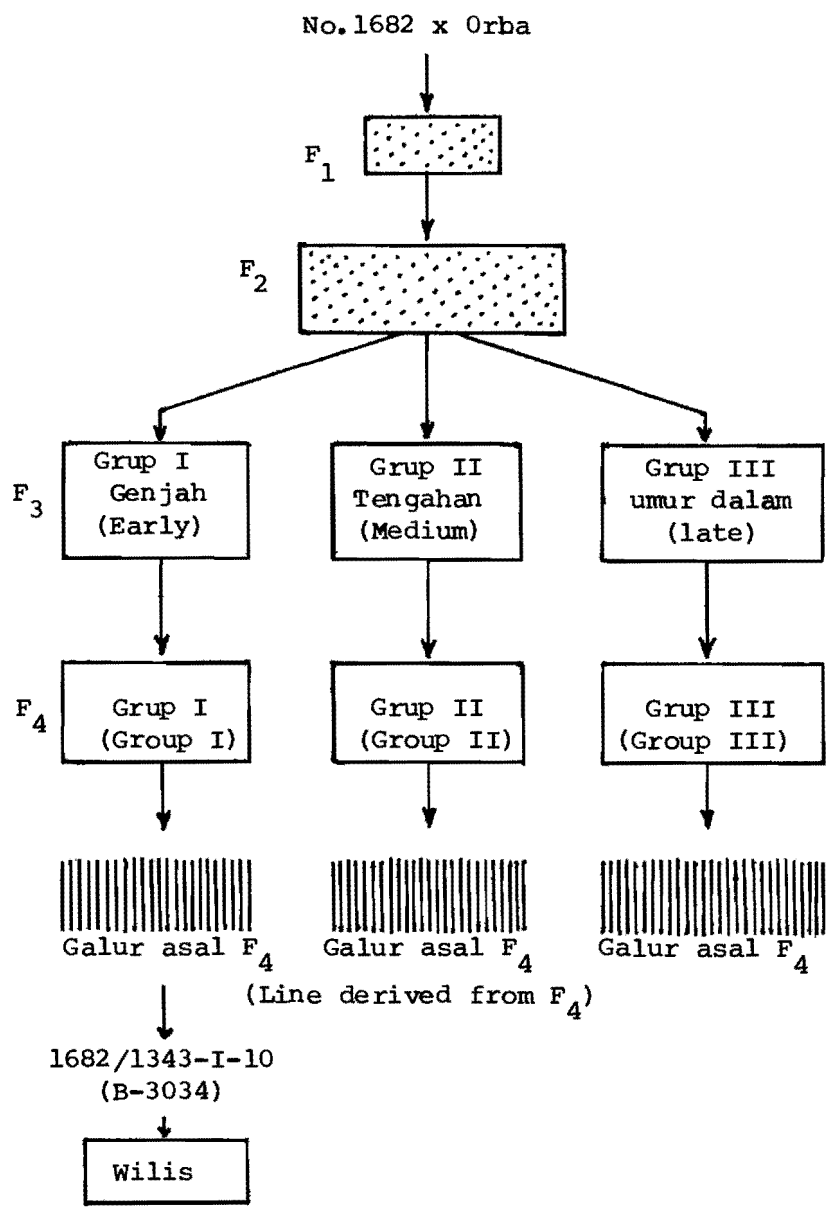 No.1682 x Orba
F1
F2
F3
Grup I
Genjah
(Early)
Grup II
Tengahan
(Medium)
Grup III
umur dalam
(late)
F4
Grup I
(Group I)
Grup II
(Group II)
Grup III
(Group III)
Galur asal F4
Galur asal F4
Galur asal F4
(Line derived from F4)
1682/1343-I-10
(B-3034)
Wilis